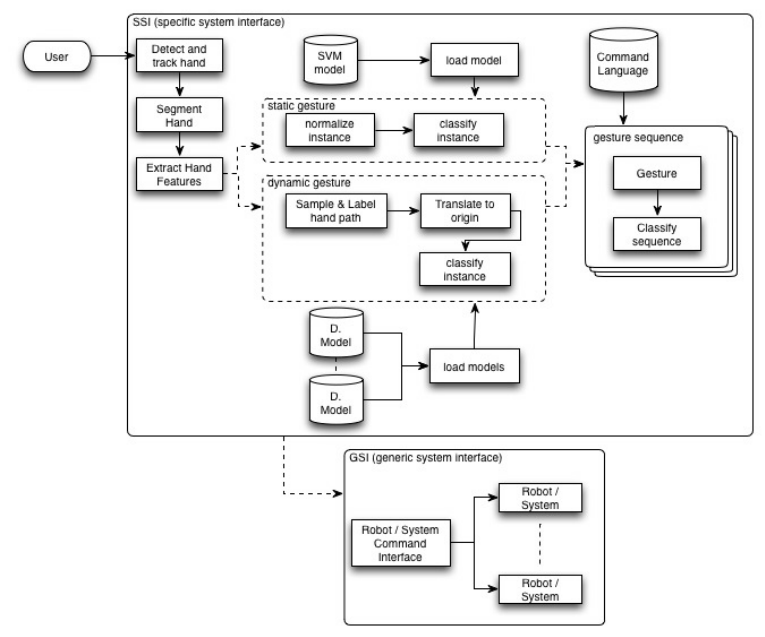 SSI (specific system interface)
User
Detect and
track hand
Segment
Hand
Extract Hand
Features
SVM
model
load model
static gesture
normalize
instance
classify
instance
dynamic gesture
Sample & Label
hand path
Translate to
origin
classify
instance
D.
Model
D.
Model
load models
Command
Language
gesture sequence
Gesture
Classify
sequence
GSI (generic system interface)
Robot / System
Command
Interface
Robot /
System
Robot /
System